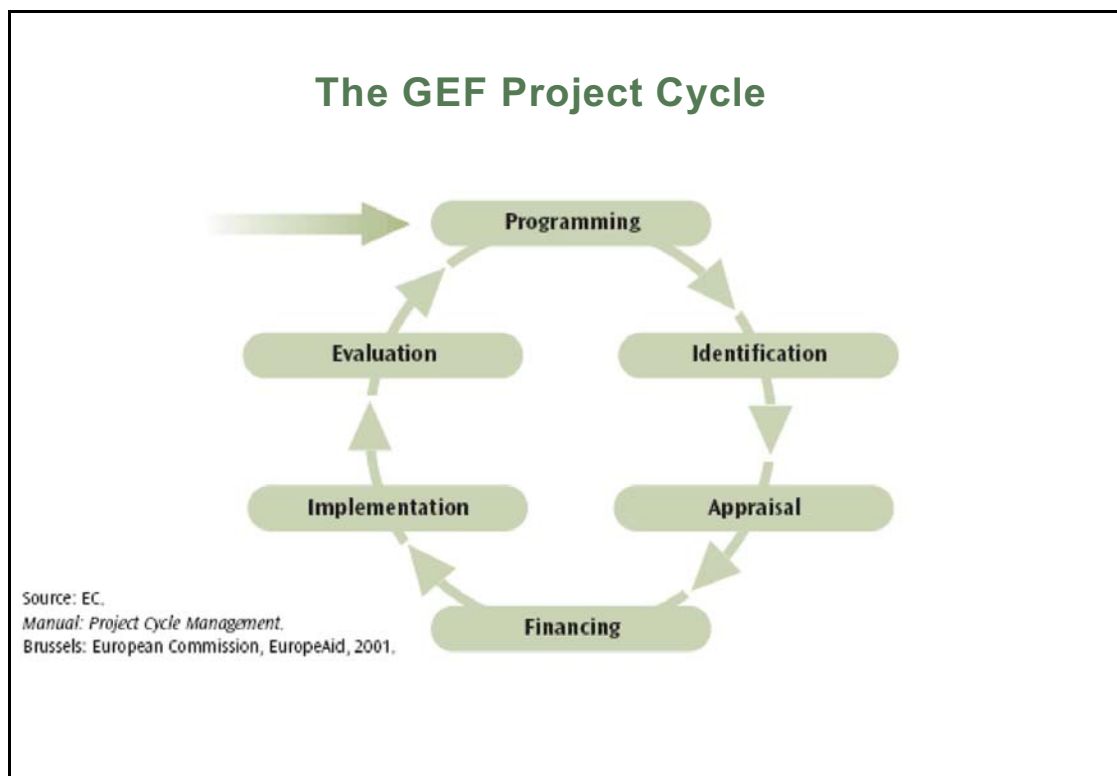 The GEF Project Cycle
Programming
Evaluation
Identification
Implementation
Appraisal
Financing
Source: EC,
Manual: Project Cycle Management.
Brussels: European Commission, EuropeAid, 2001.